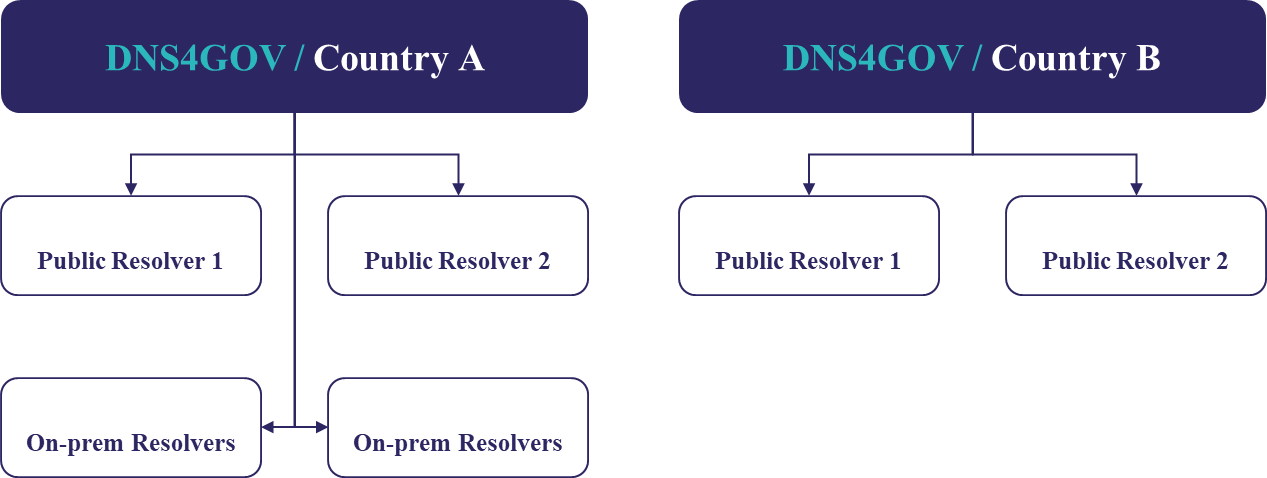 DNS4GOV / Country A
DNS4GOV / Country B
Public Resolver 1
Public Resolver 2
Public Resolver 1
Public Resolver 2
On-prem Resolvers
On-prem Resolvers